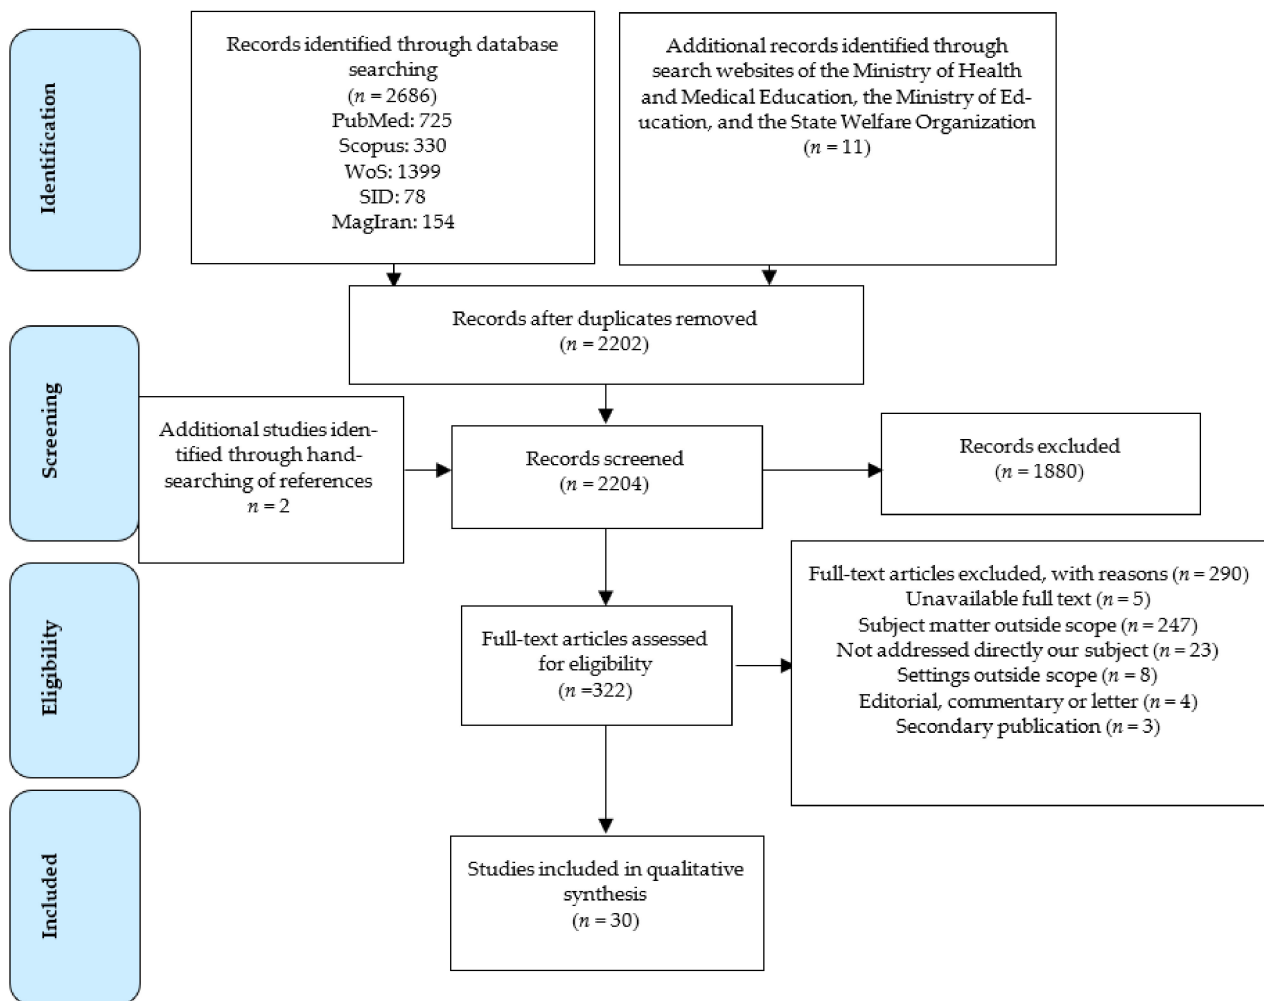 Identification
Records identified through database
searching
(n = 2686)
PubMed: 725
Scopus: 330
WoS: 1399
SID: 78
MagIran: 154
Additional records identified through
search websites of the Ministry of Health
and Medical Education, the Ministry of Ed-
ucation, and the State Welfare Organization
(n = 11)
Records after duplicates removed
(n = 2202)
Screening
Additional studies iden-
tified through hand-
searching of references
n = 2
Records screened
(n = 2204)
Records excluded
(n = 1880)
Eligibility
Full-text articles assessed
for eligibility
(n =322)
Full-text articles excluded, with reasons (n = 290)
Unavailable full text (n = 5)
Subject matter outside scope (n = 247)
Not addressed directly our subject (n = 23)
Settings outside scope (n = 8)
Editorial, commentary or letter (n = 4)
Secondary publication (n = 3)
Included
Studies included in qualitative
synthesis
(n = 30)